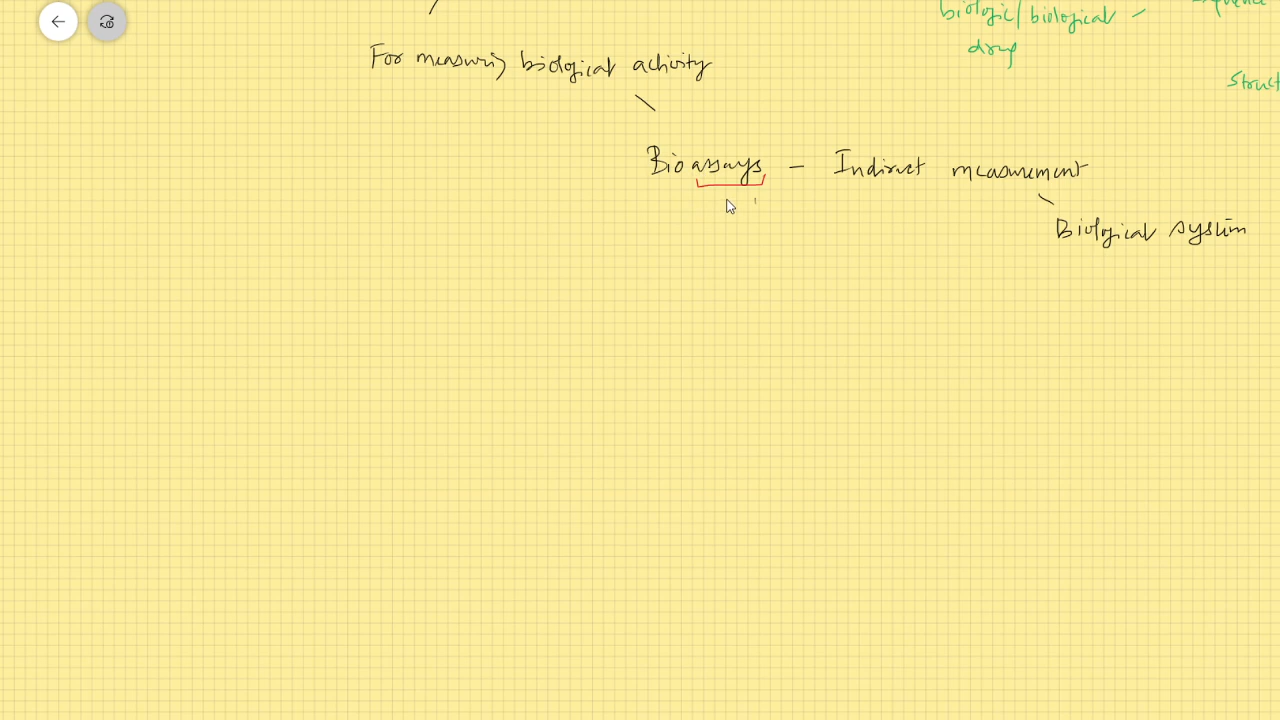 biologic/biological
drug
For measuring biological activity
Bioassays - Indirect measurement
Biological system